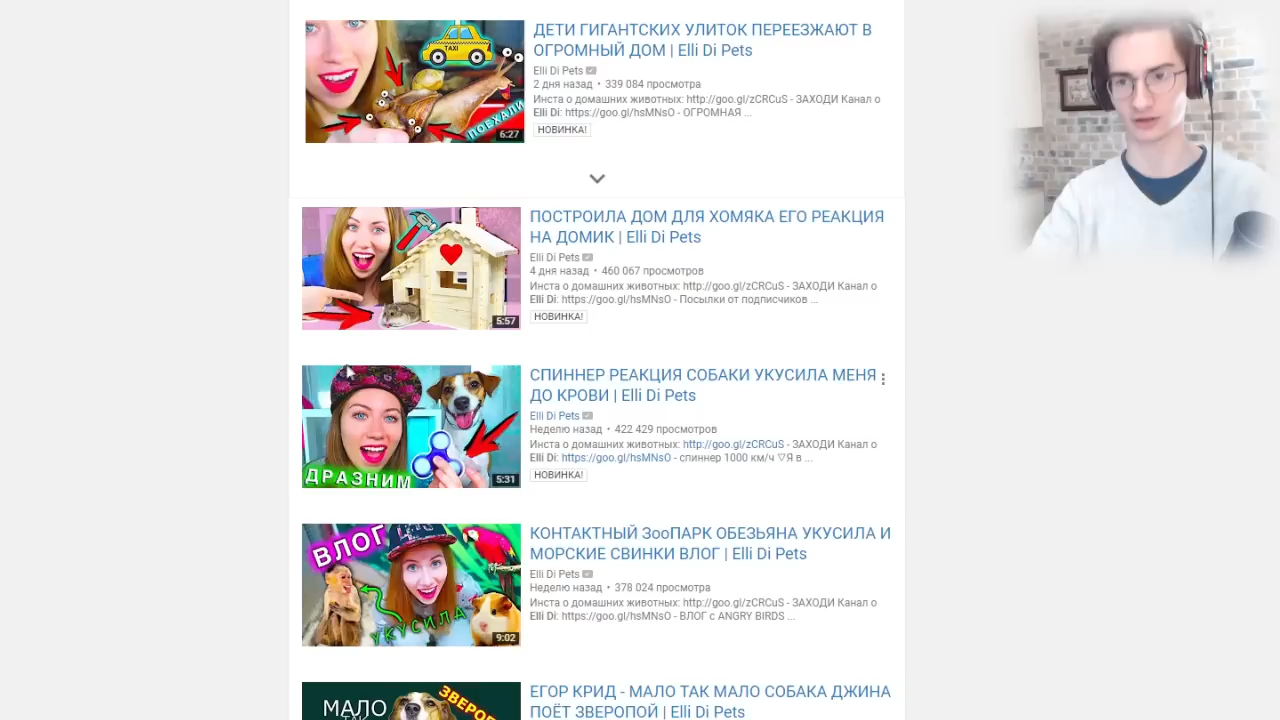 TAXI
ПОЕХАЛИ
6:27
ДЕТИ ГИГАНТСКИХ УЛИТОК ПЕРЕЕЗЖАЮТ В
ОГРОМНЫЙ ДОМ | Elli Di Pets
Elli Di Pets
2 дня назад • 339 084 просмотра
Инста о домашних животных: http://goo.gl/zCRCuS - ЗАХОДИ Канал о
Elli Di: https://goo.gl/hsMNsO - ОГРОМНАЯ ...
НОВИНКА!
5:57
ПОСТРОИЛА ДОМ ДЛЯ ХОМЯКА ЕГО РЕАКЦИЯ
НА ДОМИК | Elli Di Pets
Elli Di Pets
4 дня назад • 460 067 просмотров
Инста о домашних животных: http://goo.gl/zCRCuS - ЗАХОДИ Канал о
Elli Di: https://goo.gl/hsMNsO - Посылки от подписчиков ...
НОВИНКА!
ДРАЗНИМ
5:31
СПИННЕР РЕАКЦИЯ СОБАКИ УКУСИЛА МЕНЯ
ДО КРОВИ | Elli Di Pets
Elli Di Pets
Неделю назад • 422 429 просмотров
Инста о домашних животных: http://goo.gl/zCRCuS - ЗАХОДИ Канал о
Elli Di: https://goo.gl/hsMNsO - спиннер 1000 км/ч ▽Я в ...
НОВИНКА!
ВЛОГ
УКУСИЛА
9:02
КОНТАКТНЫЙ ЗооПАРК ОБЕЗЬЯНА УКУСИЛА И
МОРСКИЕ СВИНКИ ВЛОГ | Elli Di Pets
Elli Di Pets
Неделю назад • 378 024 просмотра
Инста о домашних животных: http://goo.gl/zCRCuS - ЗАХОДИ Канал о
Elli Di: https://goo.gl/hsMNsO - ВЛОГ с ANGRY BIRDS ...
МАЛО
ТАК
ЕГОР КРИД - МАЛО ТАК МАЛО СОБАКА ДЖИНА
ПОЁТ ЗВЕРОПОЙ | Elli Di Pets